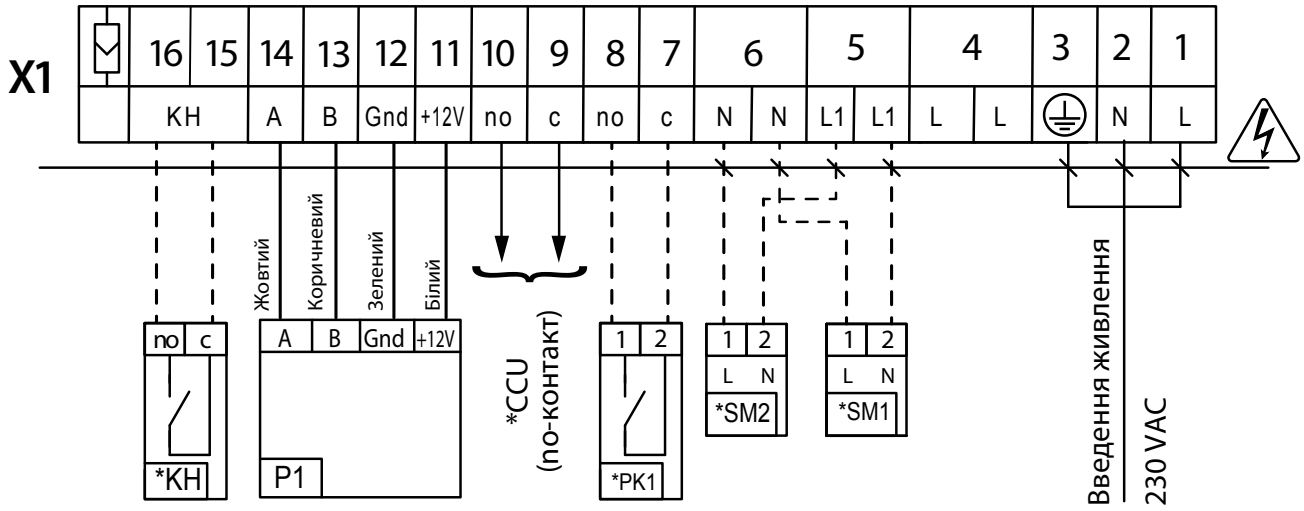 X1
16 15 14 13 12 11 10 9 8 7 6 5 4 3 2 1
KH A B Gnd +12V no c no c N N L1 L1 L L N L
Жовтий
Коричневий
Зелений
Білий
no c
*KH
A B Gnd +12V
P1
*CCU
(no-контакт)
1 2
*PK1
1 2
L N
*SM2
1 2
L N
*SM1
Введення живлення
230 VAC